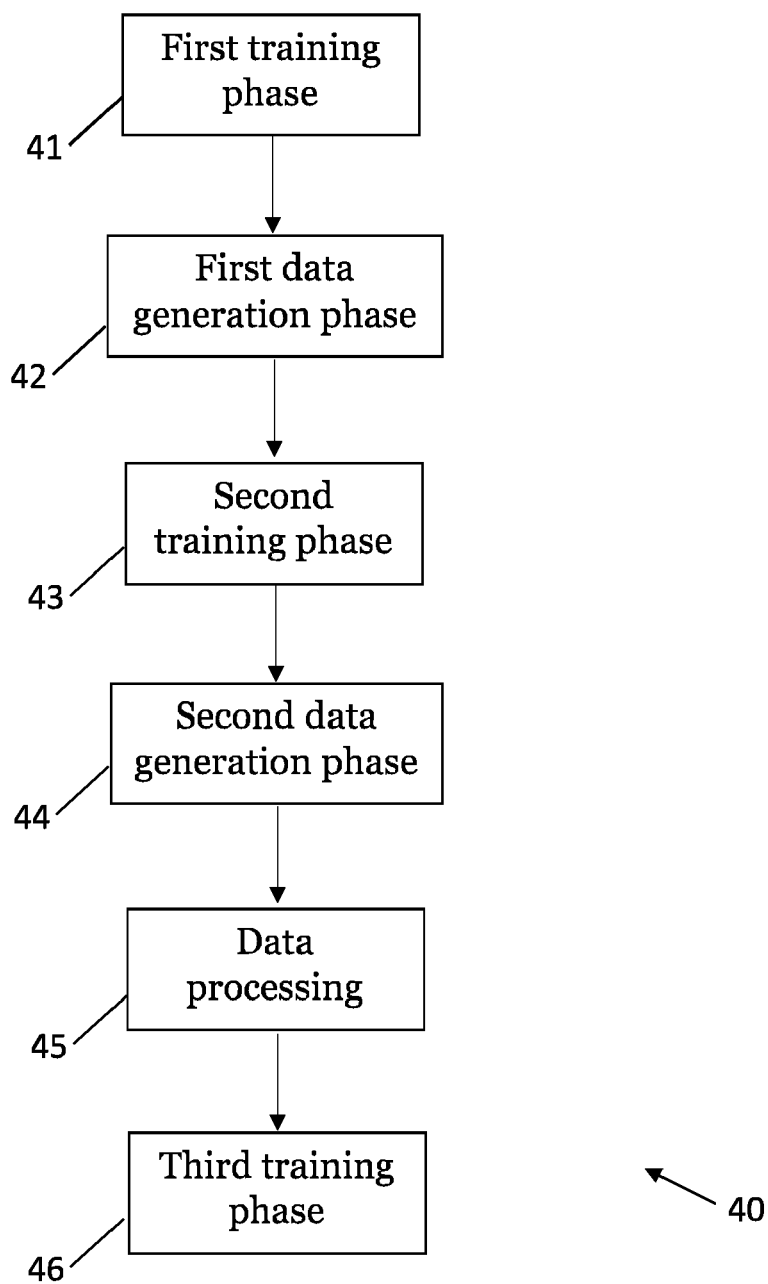 First training
phase
41
First data
generation phase
42
Second
training phase
43
Second data
generation phase
44
Data
processing
45
Third training
phase
40
46